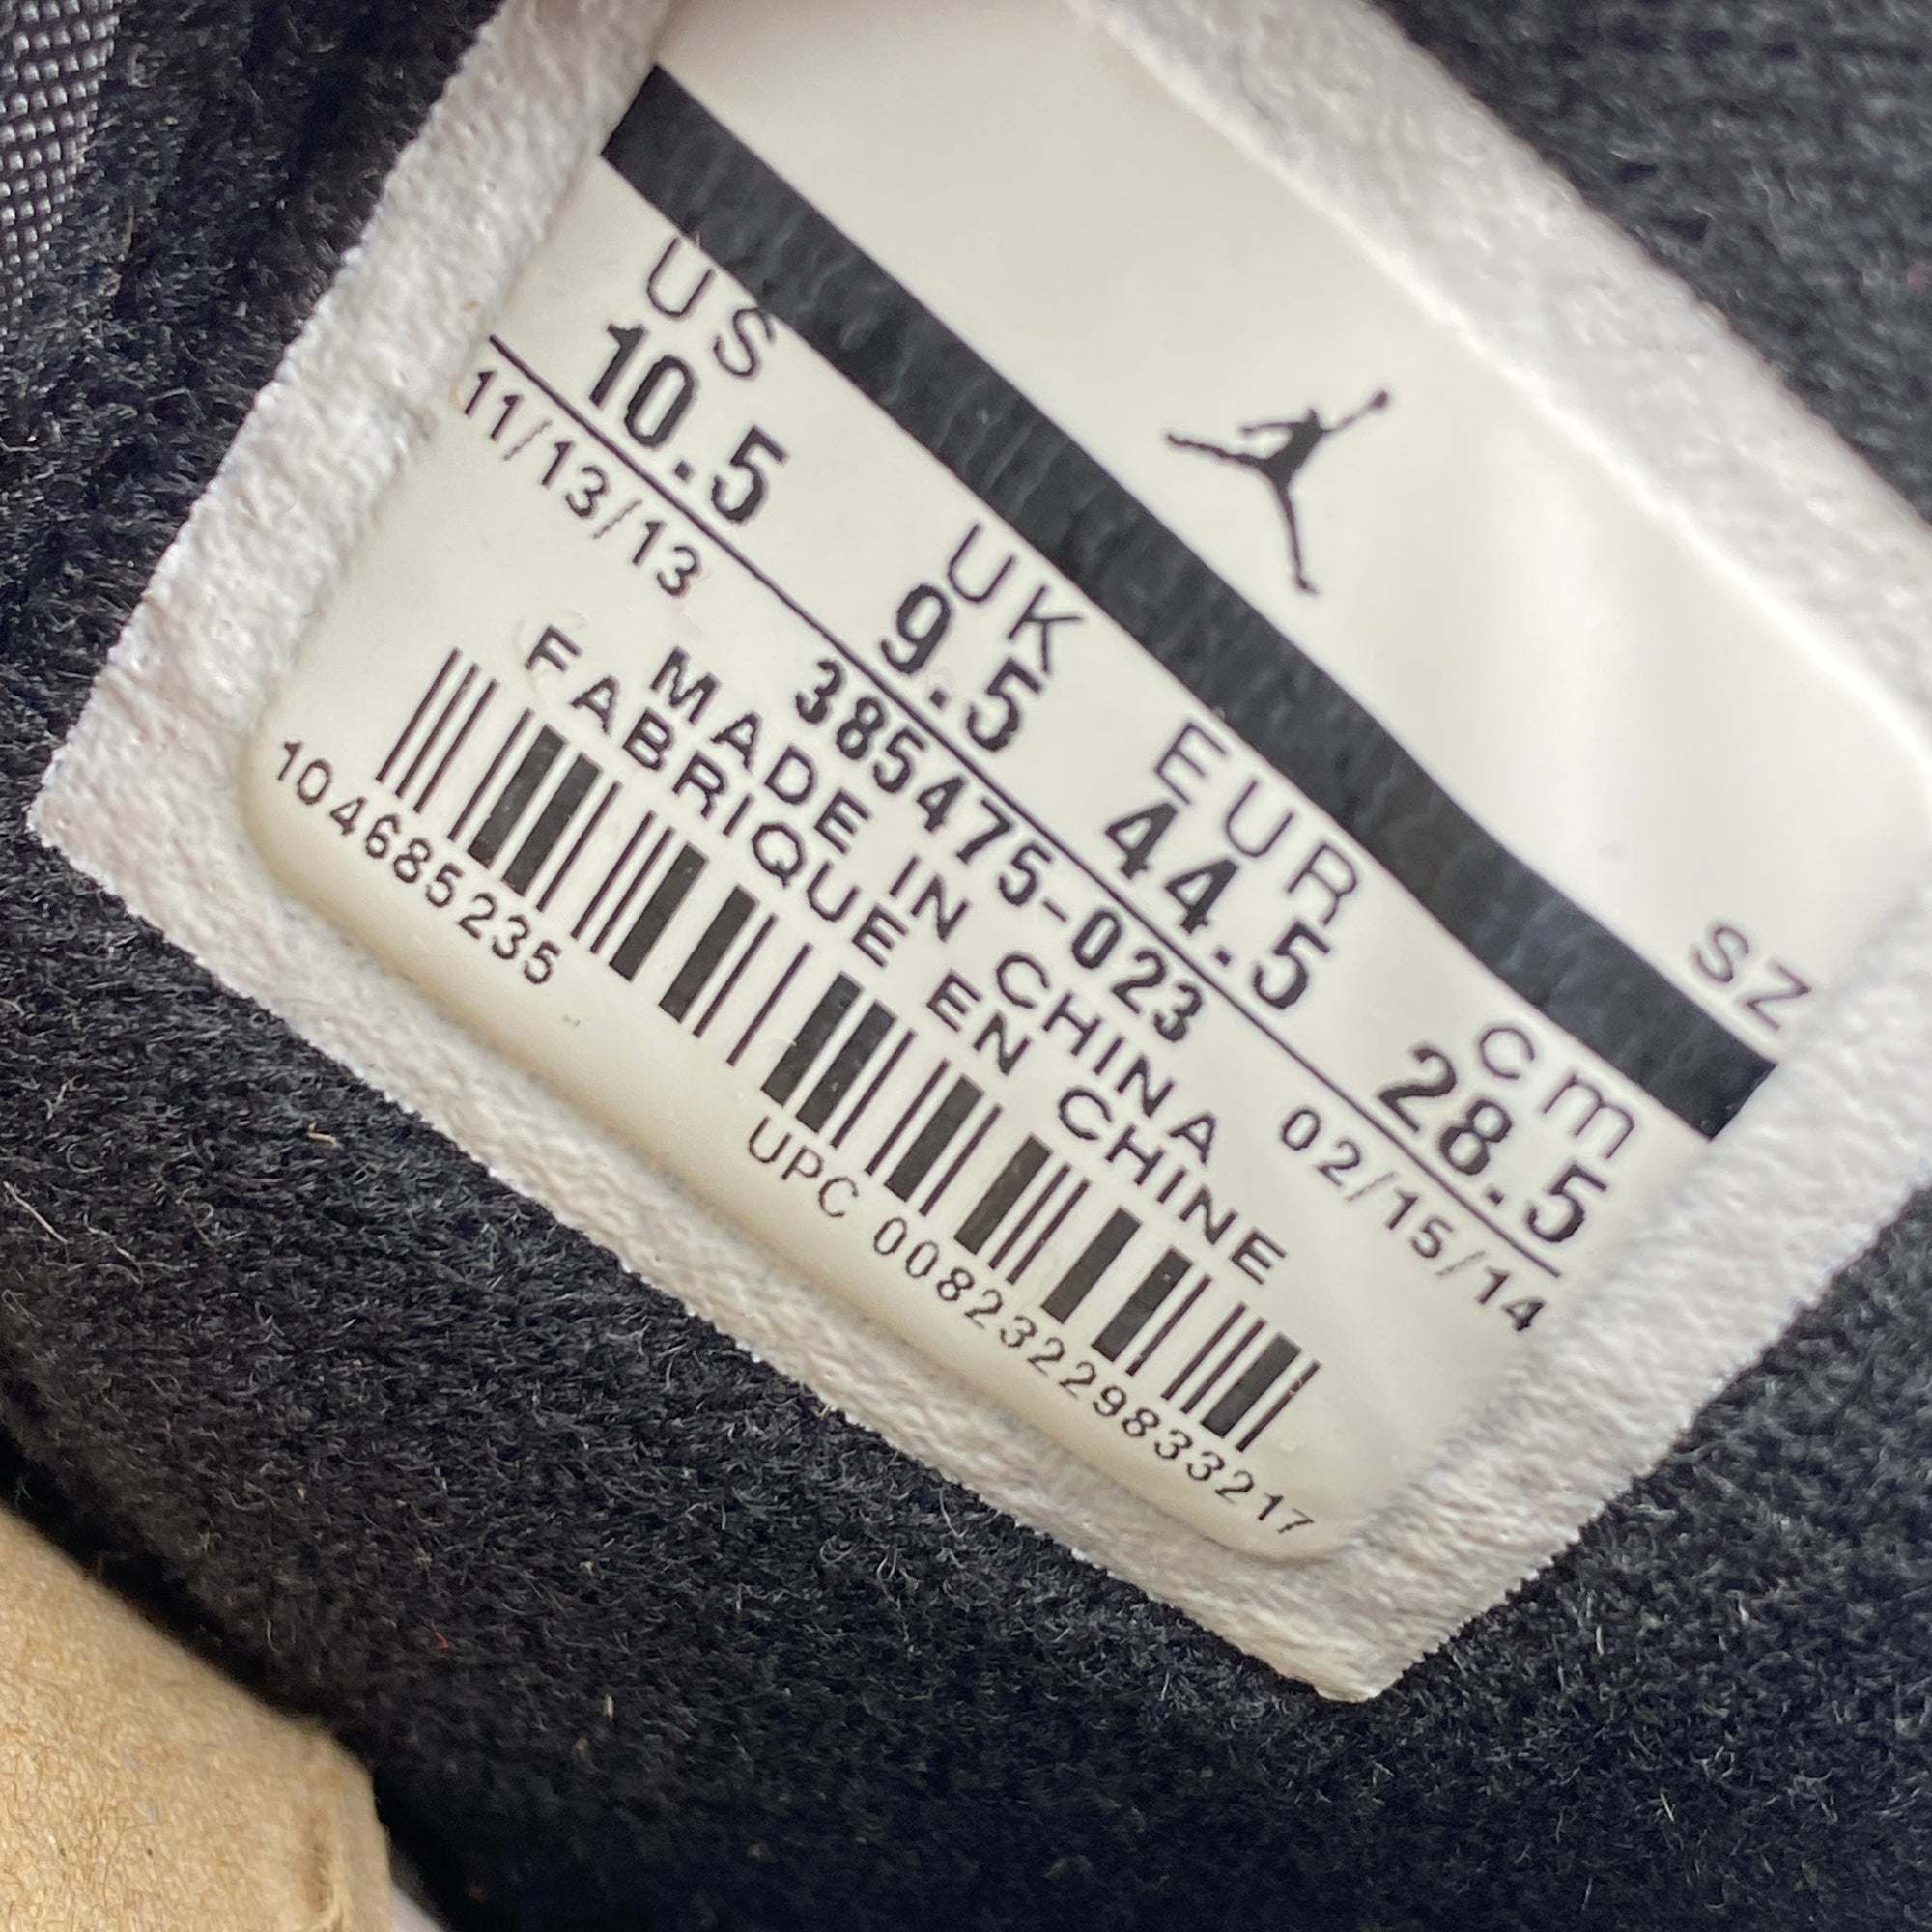 SZ
US UK EUR cm
10.5 9.5 44.5 28.5
11/13/13 02/15/14
385475-023
MADE IN CHINA
FABRIQUE EN CHINE
104685235 UPC 00823229833217